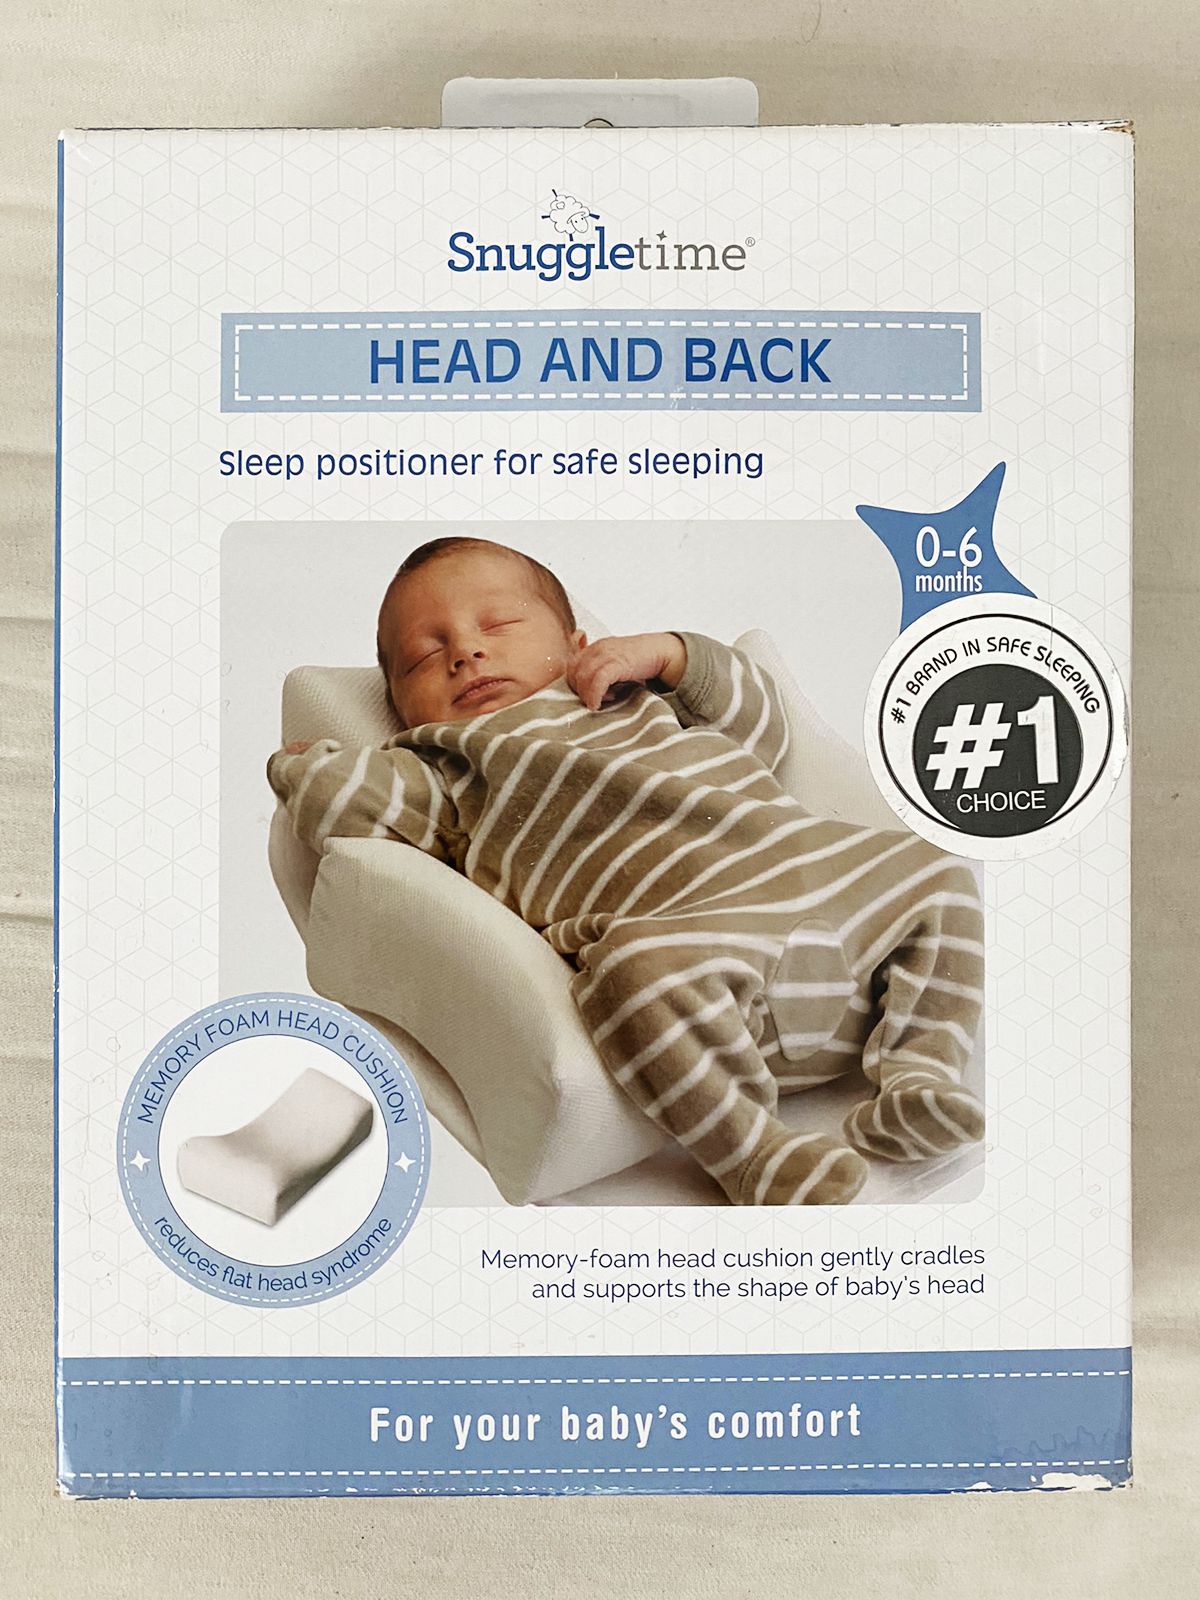 Snuggletime®
HEAD AND BACK
Sleep positioner for safe sleeping
0-6
months
#1 BRAND IN SAFE SLEEPING
#1
CHOICE
MEMORY FOAM HEAD CUSHION
reduces flat head syndrome
Memory-foam head cushion gently cradles
and supports the shape of baby's head
For your baby's comfort